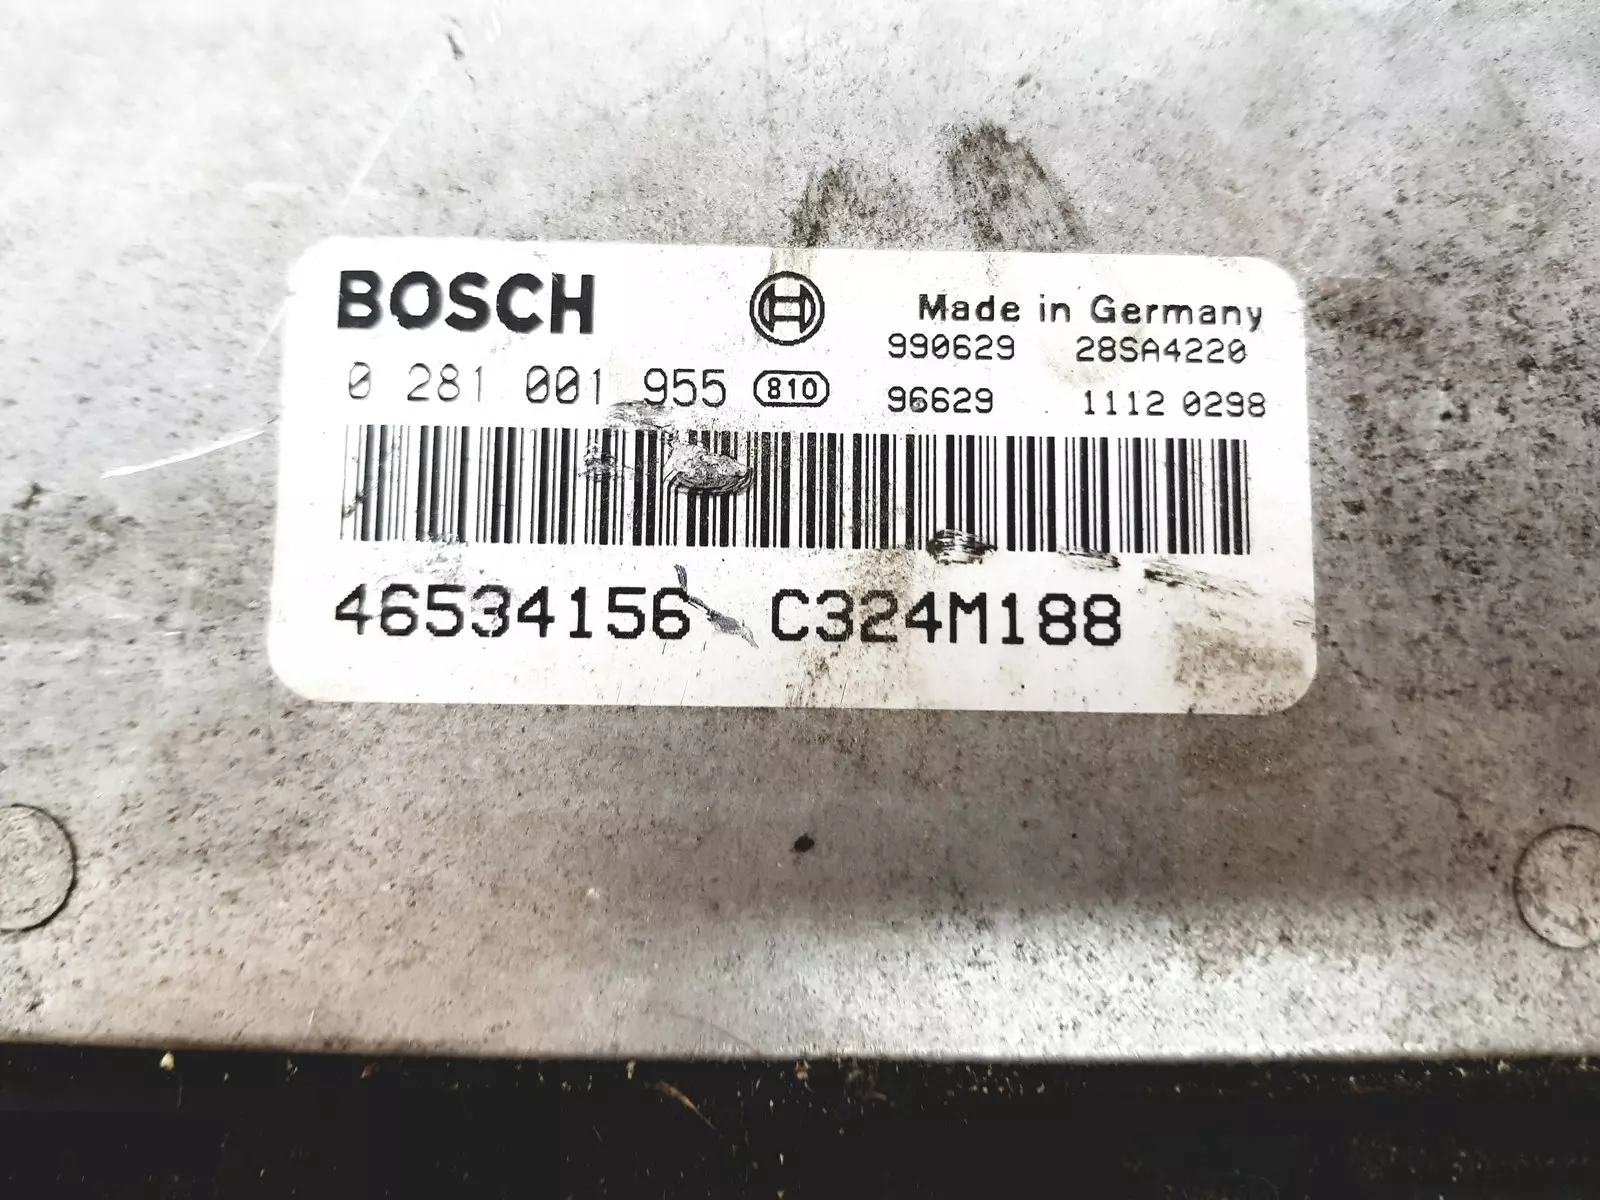 BOSCH
Made in Germany
990629 28SA4220
0 281 001 955 810
96629 1112 0298
46534156 C324M188